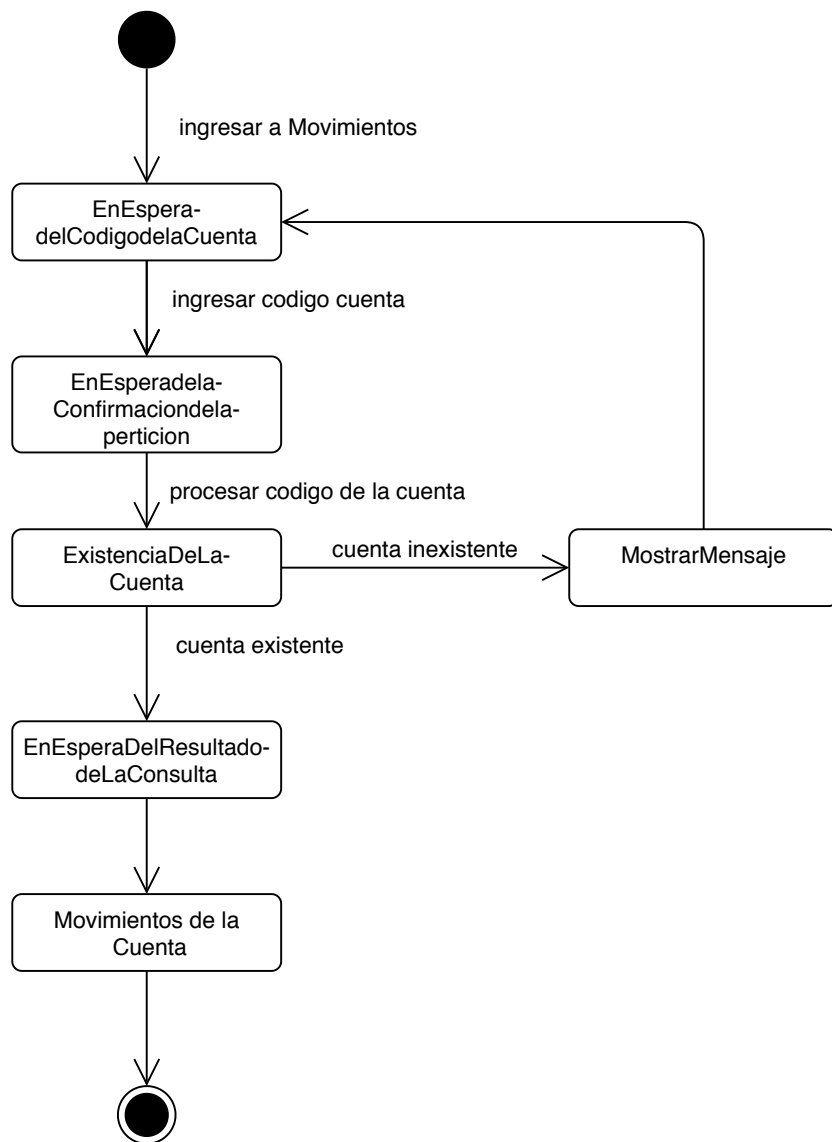 ingresar a Movimientos
EnEspera-
delCodigodelaCuenta
ingresar codigo cuenta
EnEsperadela-
Confirmaciondela-
perticion
procesar codigo de la cuenta
ExistenciaDeLa-
Cuenta
cuenta inexistente
MostrarMensaje
cuenta existente
EnEsperaDelResultado-
deLaConsulta
Movimientos de la
Cuenta